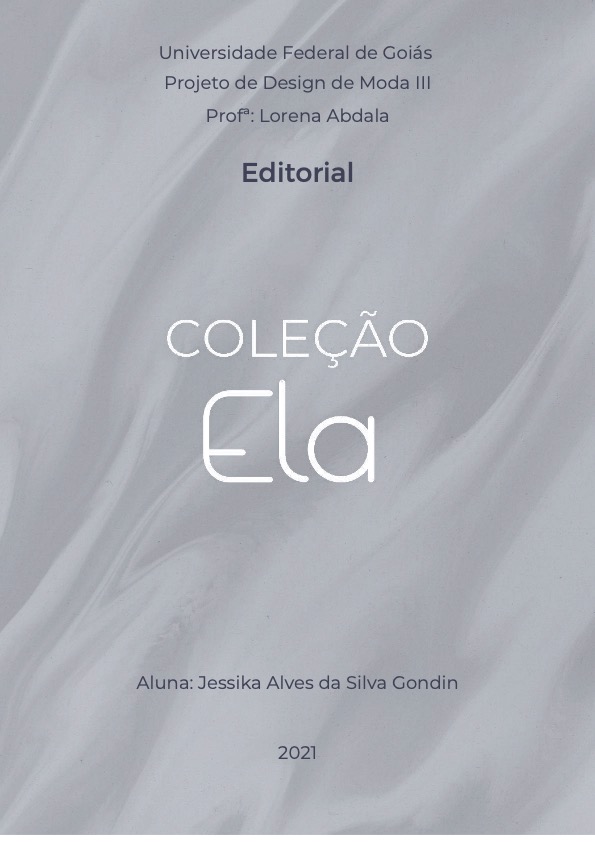 Universidade Federal de Goiás
Projeto de Design de Moda III
Profª: Lorena Abdala
Editorial
COLEÇÃO
Ela
Aluna: Jessika Alves da Silva Gondin
2021